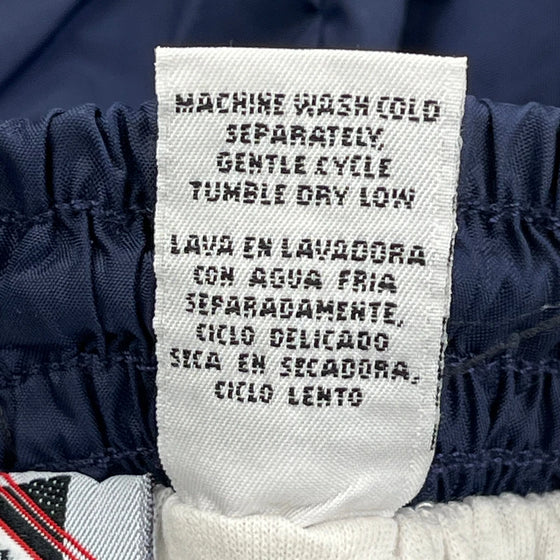 MACHINE WASH COLD
SEPARATELY,
GENTLE CYCLE
TUMBLE DRY LOW
LAVA EN LAVADORA
CON AGUA FRIA
SEPARADAMENTE,
CICLO DELICADO
SECA EN SECADORA,
CICLO LENTO